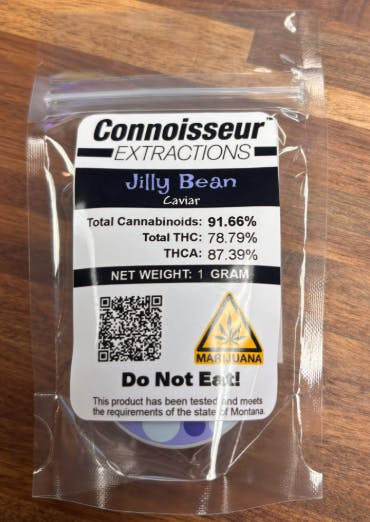 Connoisseur™
EXTRACTIONS
Jilly Bean
Caviar
Total Cannabinoids: 91.66%
Total THC: 78.79%
THCA: 87.39%
NET WEIGHT: 1 GRAM
MARIJUANA
Do Not Eat!
This product has been tested and meets
the requirements of the state of Montana.